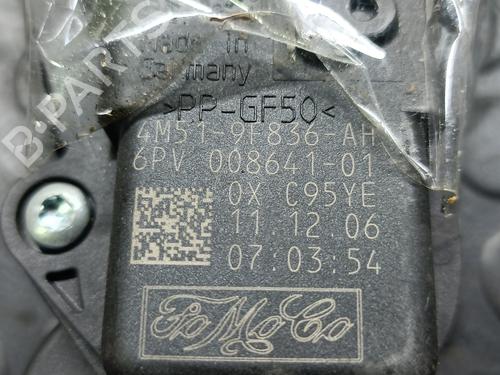 Made in
Germany
>PP-GF50<
4M51-9F836-AH
6PV 008641-01
0X C95YE
11.12.06
07:03:54
FoMoCo
B-PARTS